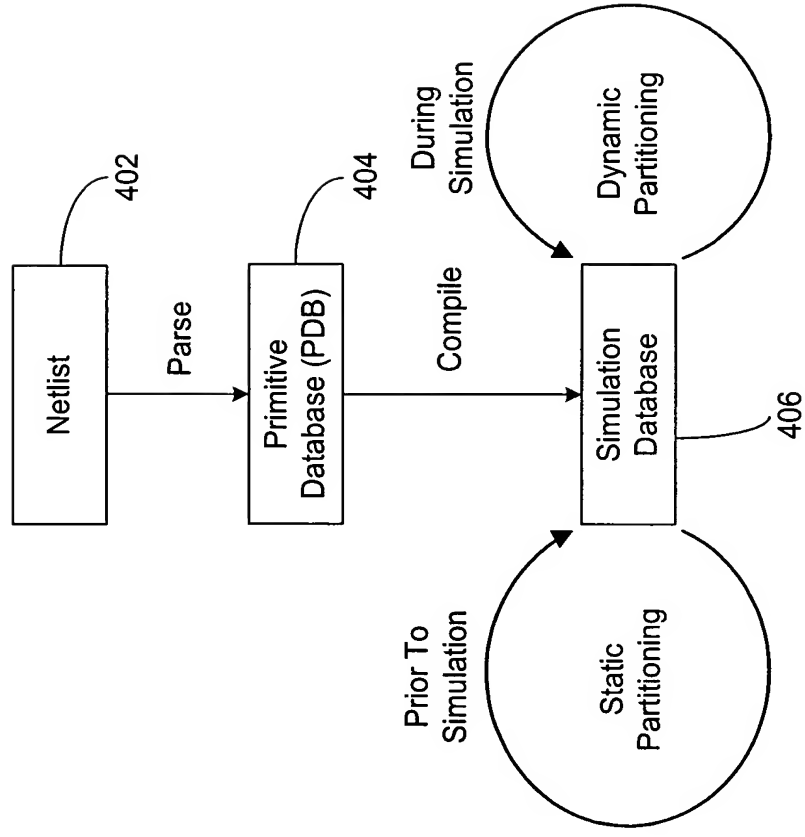 Netlist
402
Parse
Primitive
Database (PDB)
404
Compile
Prior To
Simulation
During
Simulation
Static
Partitioning
Simulation
Database
Dynamic
Partitioning
406